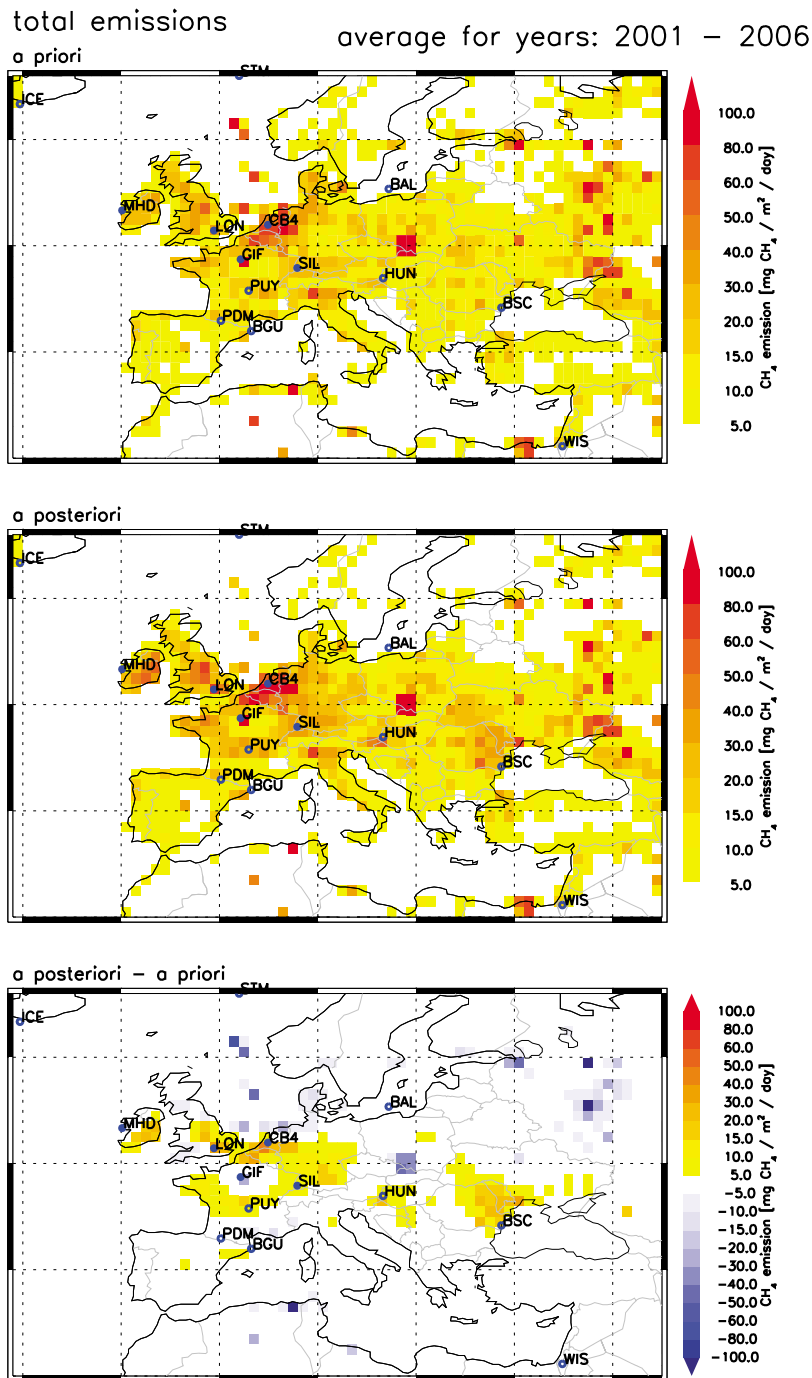 total emissions
average for years: 2001 – 2006
a priori
STM
ICE
BAL
MHD
LON
CB4
GIF
SIL
HUN
PUY
BSC
PDM
BGU
WIS
100.0
80.0
60.0
50.0
40.0
30.0
20.0
15.0
10.0
5.0
CH₄ emission [mg CH₄ / m² / day]
a posteriori
STM
ICE
BAL
MHD
LON
CB4
GIF
SIL
HUN
PUY
BSC
PDM
BGU
WIS
100.0
80.0
60.0
50.0
40.0
30.0
20.0
15.0
10.0
5.0
CH₄ emission [mg CH₄ / m² / day]
a posteriori – a priori
STM
ICE
BAL
MHD
LON
CB4
GIF
SIL
HUN
PUY
BSC
PDM
BGU
WIS
100.0
80.0
60.0
50.0
40.0
30.0
20.0
15.0
10.0
5.0
−5.0
−10.0
−15.0
−20.0
−30.0
−40.0
−50.0
−60.0
−80.0
−100.0
CH₄ emission [mg CH₄ / m² / day]